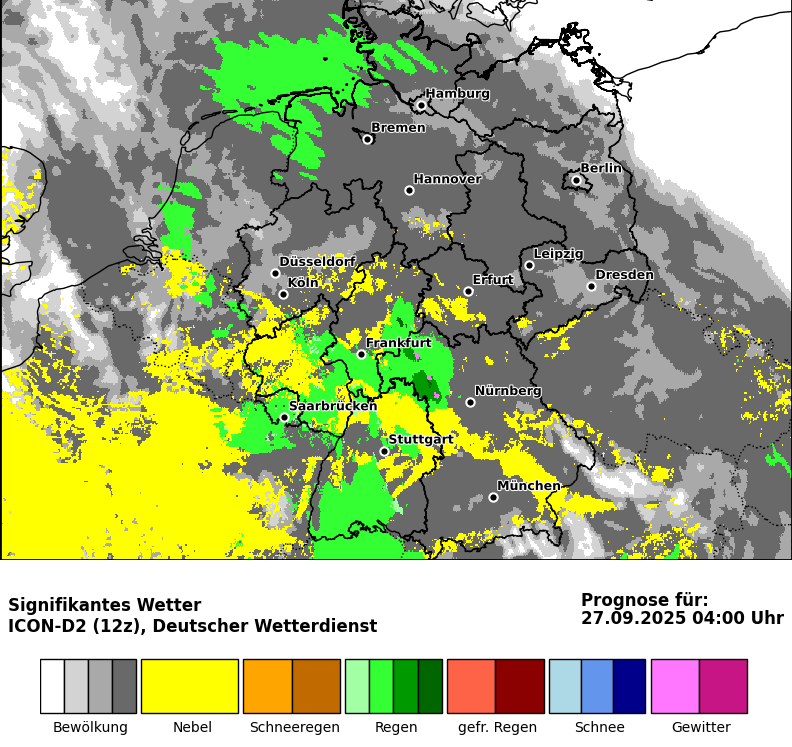 Hamburg
Bremen
Berlin
Hannover
Leipzig
Düsseldorf
Dresden
Köln
Erfurt
Frankfurt
Nürnberg
Saarbrücken
Stuttgart
München
Signifikantes Wetter
ICON-D2 (12z), Deutscher Wetterdienst
Prognose für:
27.09.2025 04:00 Uhr
Bewölkung Nebel Schneeregen Regen gefr. Regen Schnee Gewitter